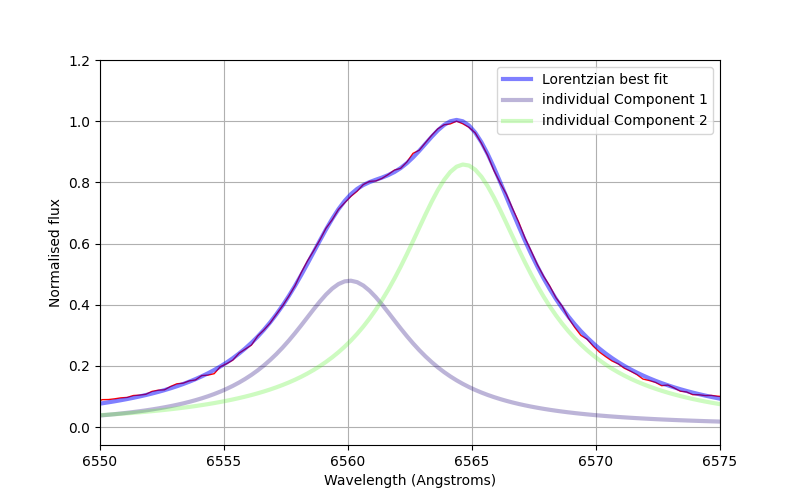 1.2
1.0
0.8
0.6
0.4
0.2
0.0
Normalised flux
Lorentzian best fit
individual Component 1
individual Component 2
6550 6555 6560 6565 6570 6575
Wavelength (Angstroms)